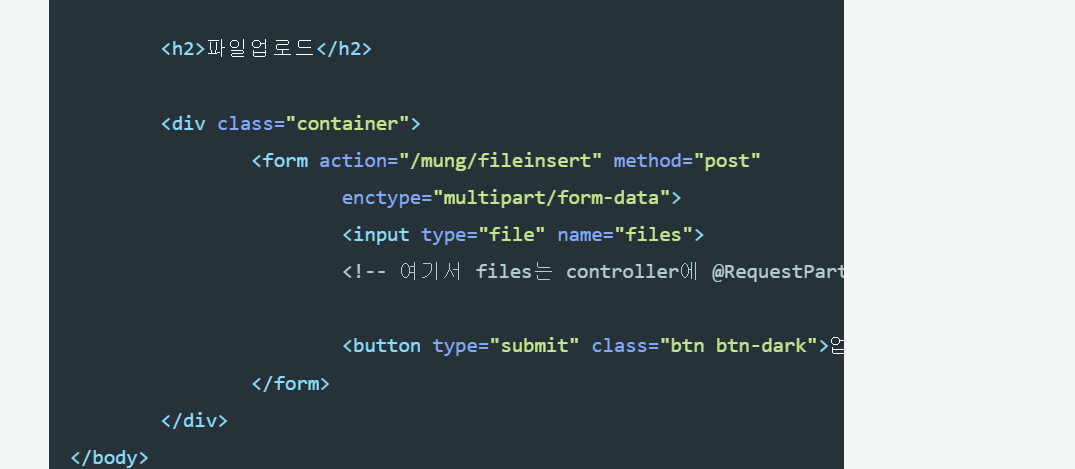 <h2>파일업로드</h2>
<div class="container">
<form action="/mung/fileinsert" method="post"
enctype="multipart/form-data">
<input type="file" name="files">
<!-- 여기서 files는 controller에 @RequestPart
<button type="submit" class="btn btn-dark">업
</form>
</div>
</body>